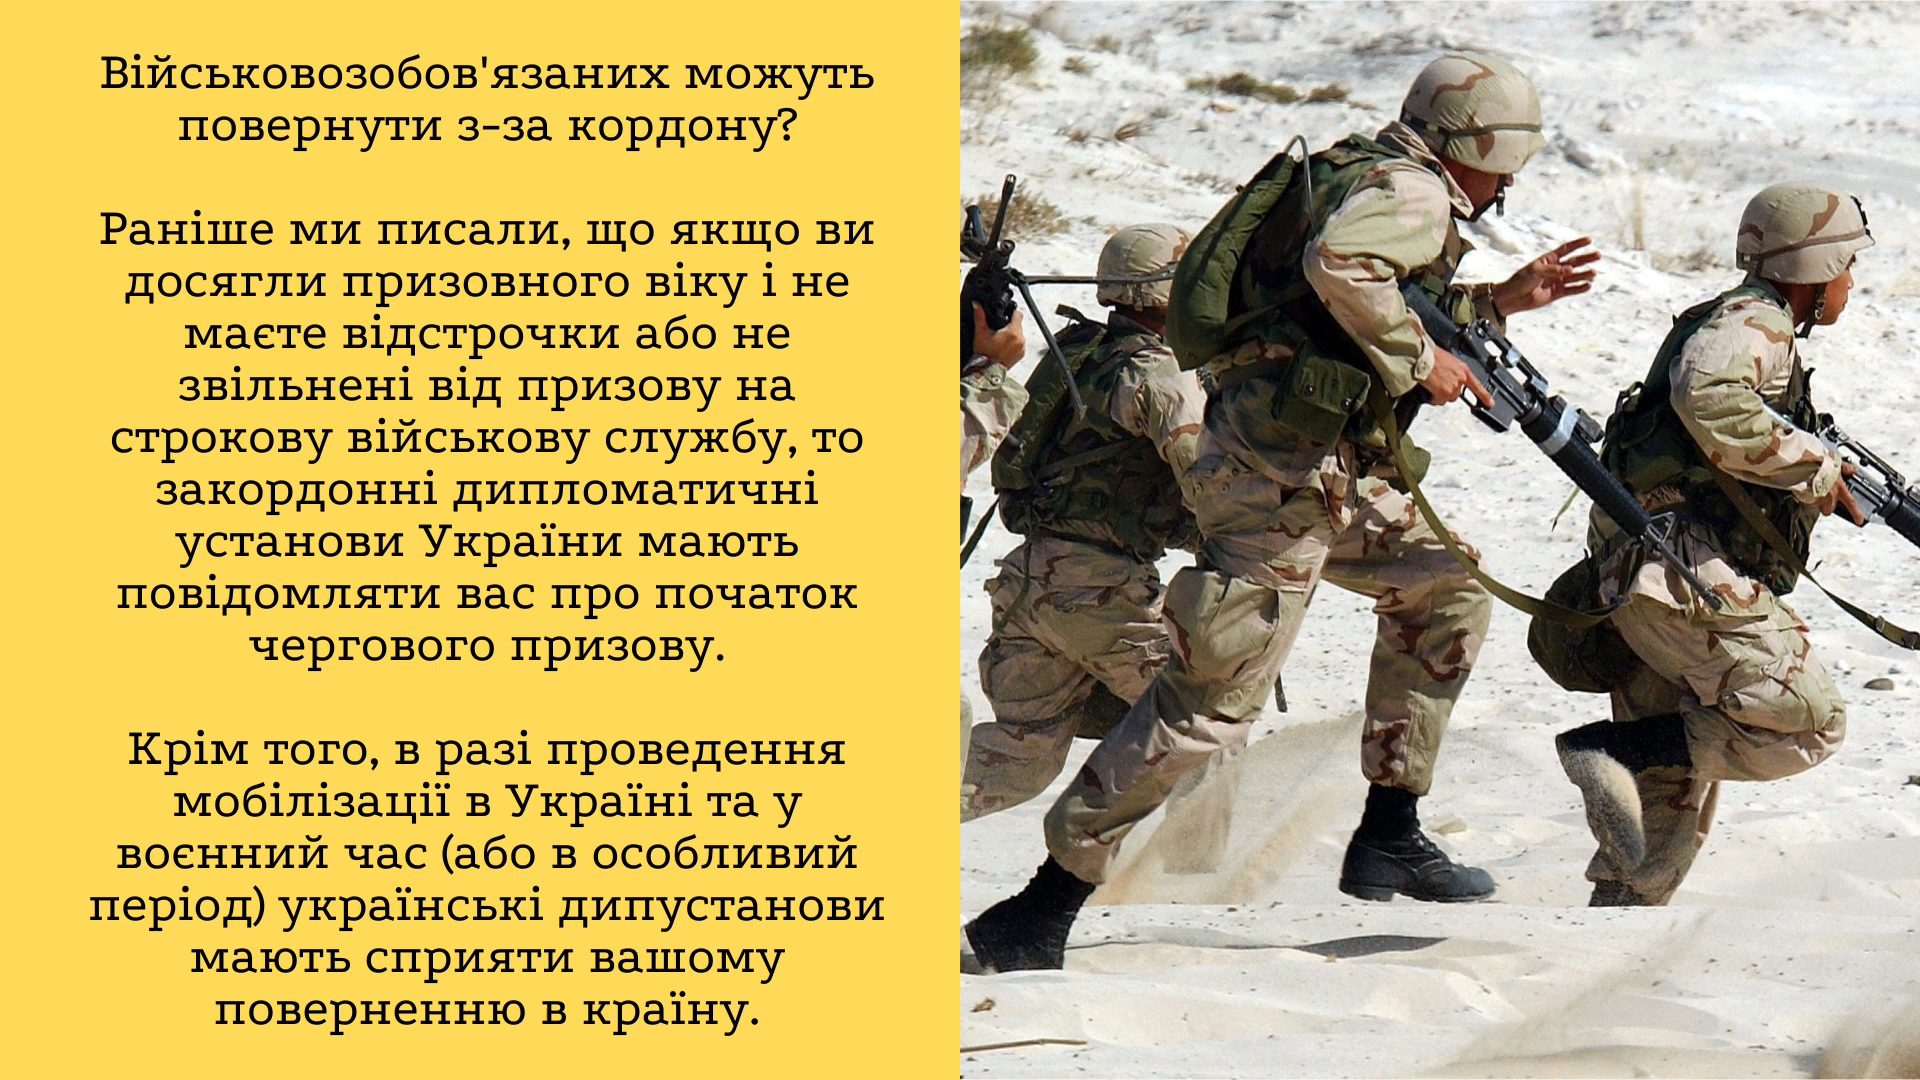 Військовозобов'язаних можуть
повернути з-за кордону?
Раніше ми писали, що якщо ви
досягли призовного віку і не
маєте відстрочки або не
звільнені від призову на
строкову військову службу, то
закордонні дипломатичні
установи України мають
повідомляти вас про початок
чергового призову.
Крім того, в разі проведення
мобілізації в Україні та у
воєнний час (або в особливий
період) українські дипустанови
мають сприяти вашому
поверненню в країну.